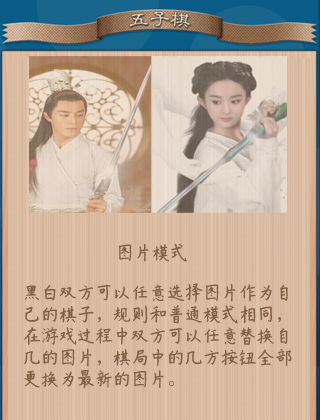 五子棋
图片模式
黑白双方可以任意选择图片作为自
己的棋子，规则和普通模式相同，
在游戏过程中双方可以任意替换自
几的图片，棋局中的几方按钮全部
更换为最新的图片。